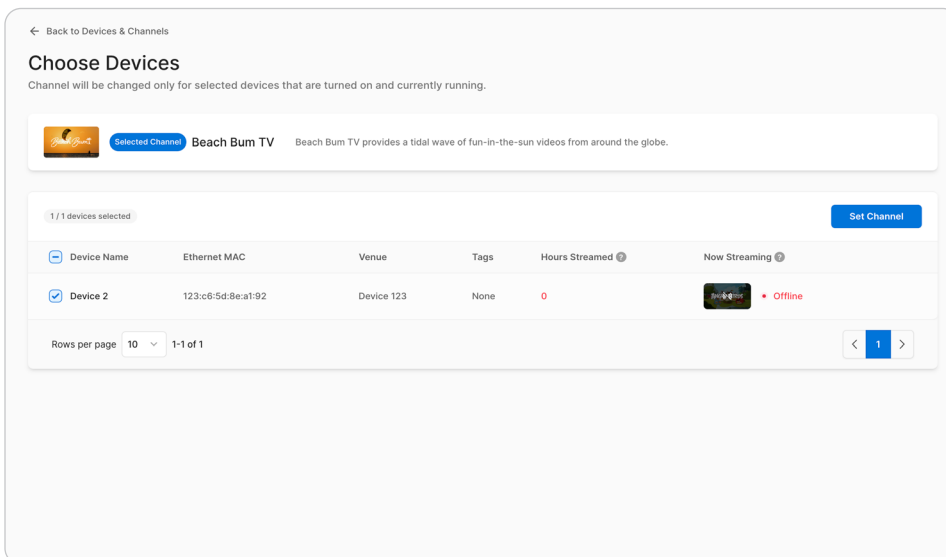 Back to Devices & Channels
Choose Devices
Channel will be changed only for selected devices that are turned on and currently running.
Beach Bum TV
Selected Channel
Beach Bum TV
Beach Bum TV provides a tidal wave of fun-in-the-sun videos from around the globe.
1 / 1 devices selected
Set Channel
Device Name Ethernet MAC Venue Tags Hours Streamed ? Now Streaming ?
Device 2 123:c6:5d:8e:a1:92 Device 123 None 0 Offline
Rows per page 10 1-1 of 1 1